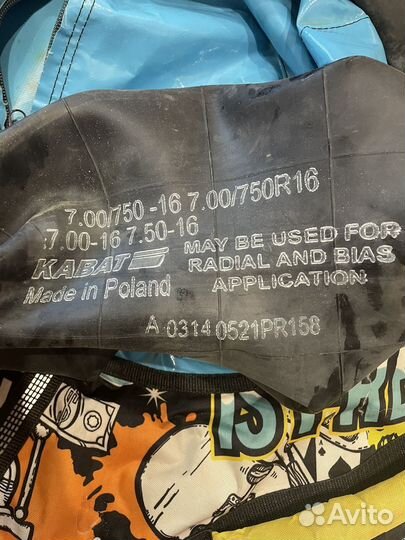 7.00/750 -16 7.00/750R16
:7.00-16 7.50-16
KABAT
Made in Poland
MAY BE USED FOR
RADIAL AND BIAS
APPLICATION
A 0314 0521PR158
IS
Avito